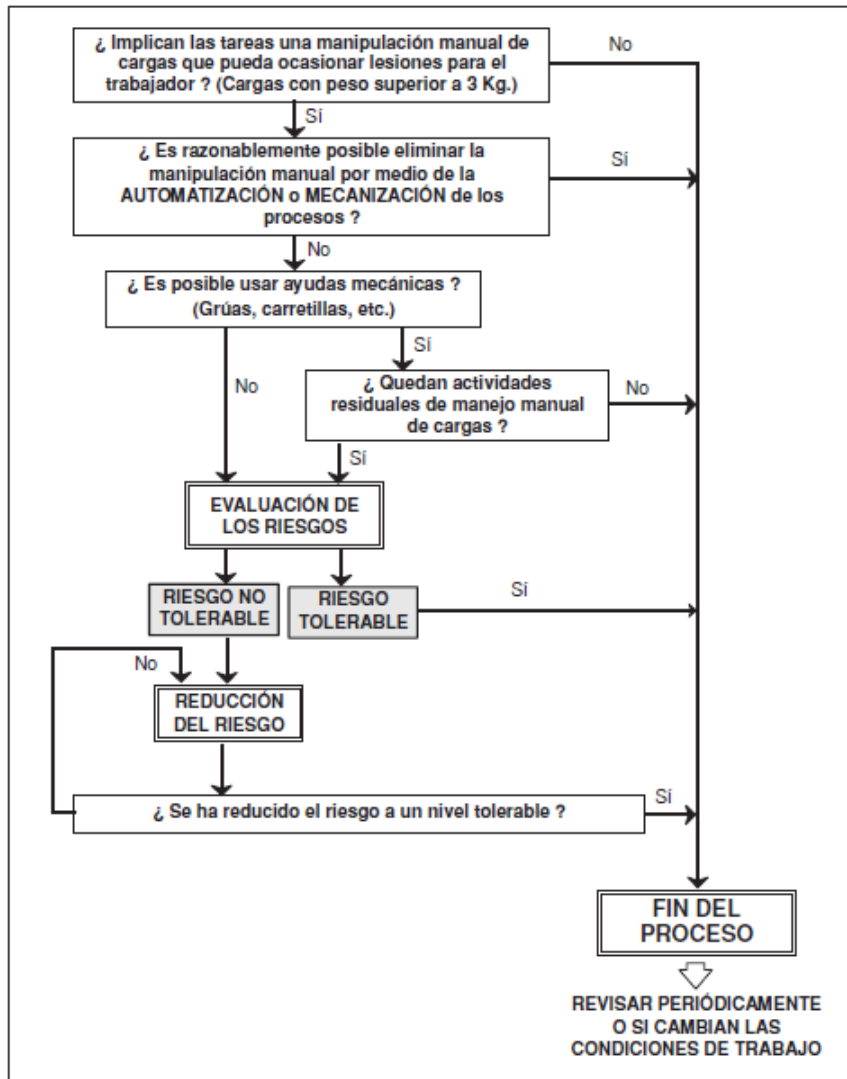 ¿ Implican las tareas una manipulación manual de
cargas que pueda ocasionar lesiones para el
trabajador ? (Cargas con peso superior a 3 Kg.)
No
Sí
¿ Es razonablemente posible eliminar la
manipulación manual por medio de la
AUTOMATIZACIÓN o MECANIZACIÓN de los
procesos ?
Sí
No
¿ Es posible usar ayudas mecánicas ?
(Grúas, carretillas, etc.)
Sí
No
¿ Quedan actividades
residuales de manejo manual
de cargas ?
No
Sí
EVALUACIÓN DE
LOS RIESGOS
RIESGO NO
TOLERABLE
RIESGO
TOLERABLE
Sí
No
REDUCCIÓN
DEL RIESGO
¿ Se ha reducido el riesgo a un nivel tolerable ?
Sí
FIN DEL
PROCESO
REVISAR PERIÓDICAMENTE
O SI CAMBIAN LAS
CONDICIONES DE TRABAJO